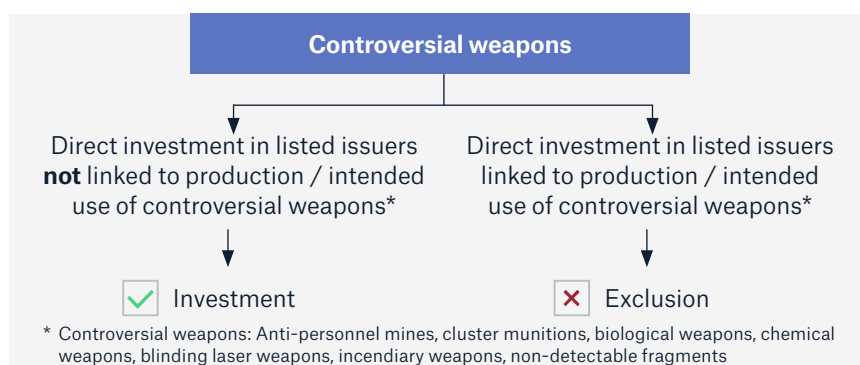 Controversial weapons
Direct investment in listed issuers
not linked to production / intended
use of controversial weapons*
Direct investment in listed issuers
linked to production / intended
use of controversial weapons*
Investment
Exclusion
* Controversial weapons: Anti-personnel mines, cluster munitions, biological weapons, chemical
weapons, blinding laser weapons, incendiary weapons, non-detectable fragments